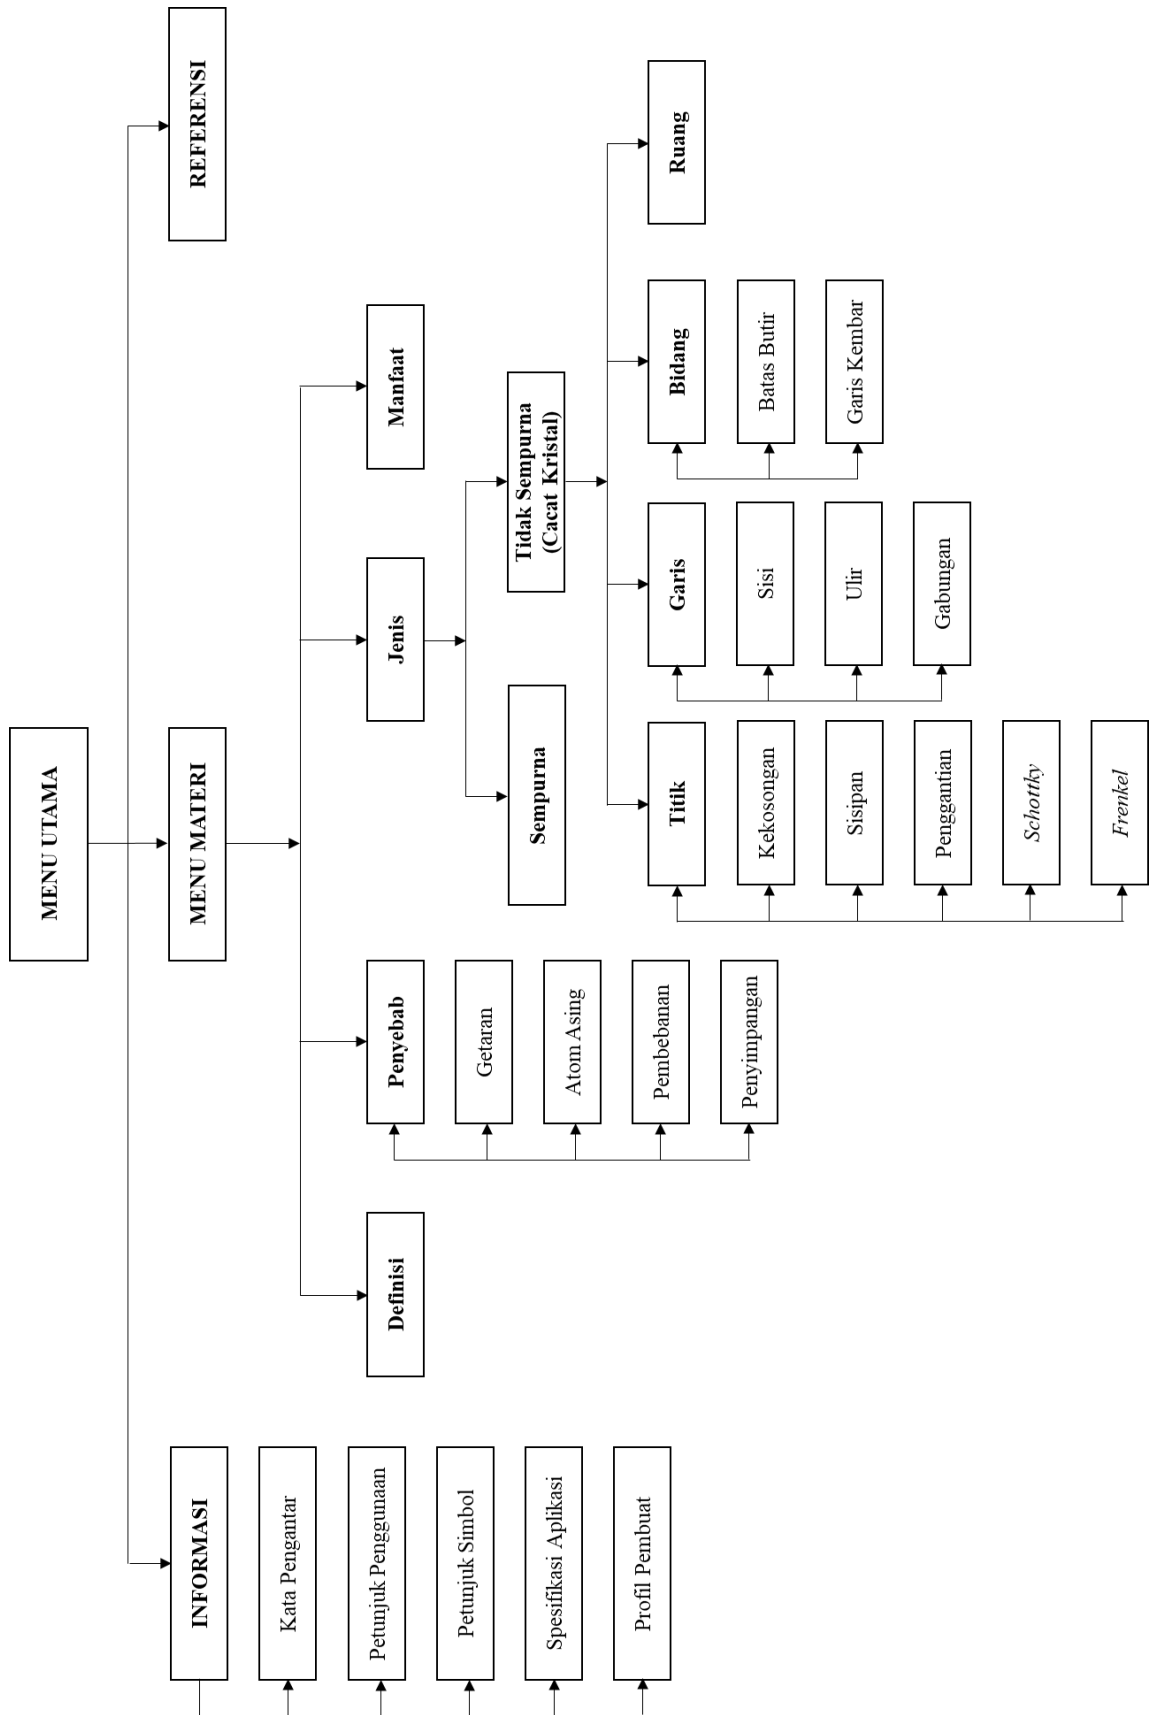 MENU UTAMA
INFORMASI
MENU MATERI
REFERENSI
Kata Pengantar
Petunjuk Penggunaan
Petunjuk Simbol
Spesifikasi Aplikasi
Profil Pembuat
Definisi
Penyebab
Jenis
Manfaat
Getaran
Atom Asing
Pembebanan
Penyimpangan
Sempurna
Tidak Sempurna
(Cacat Kristal)
Titik
Garis
Bidang
Ruang
Kekosongan
Sisipan
Penggantian
Schottky
Frenkel
Sisi
Ulir
Gabungan
Batas Butir
Garis Kembar